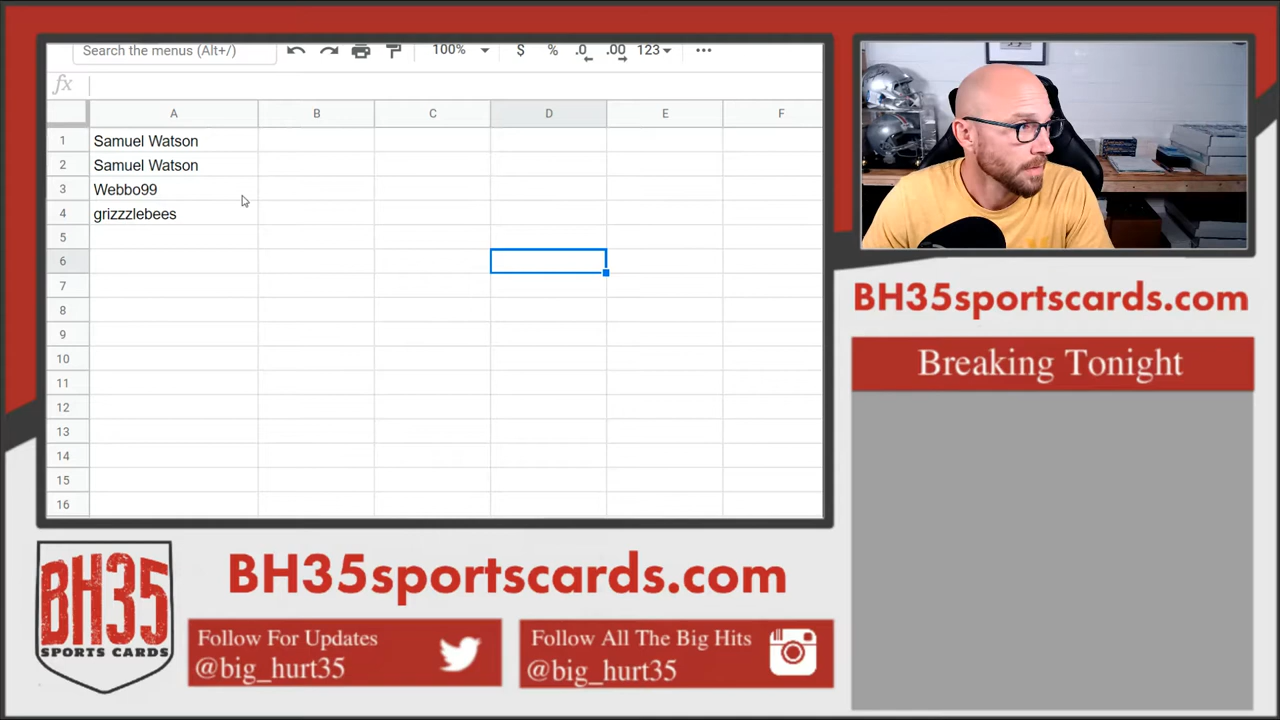 Search the menus (Alt+/)
100%
$
%
.0
.00
123
fx
A
B
C
D
E
F
1
Samuel Watson
2
Samuel Watson
3
Webbo99
4
grizzzlebees
5
6
7
8
9
10
11
12
13
14
15
16
BH35sportscards.com
Breaking Tonight
BH35
SPORTS CARDS
BH35sportscards.com
Follow For Updates
@big_hurt35
Follow All The Big Hits
@big_hurt35